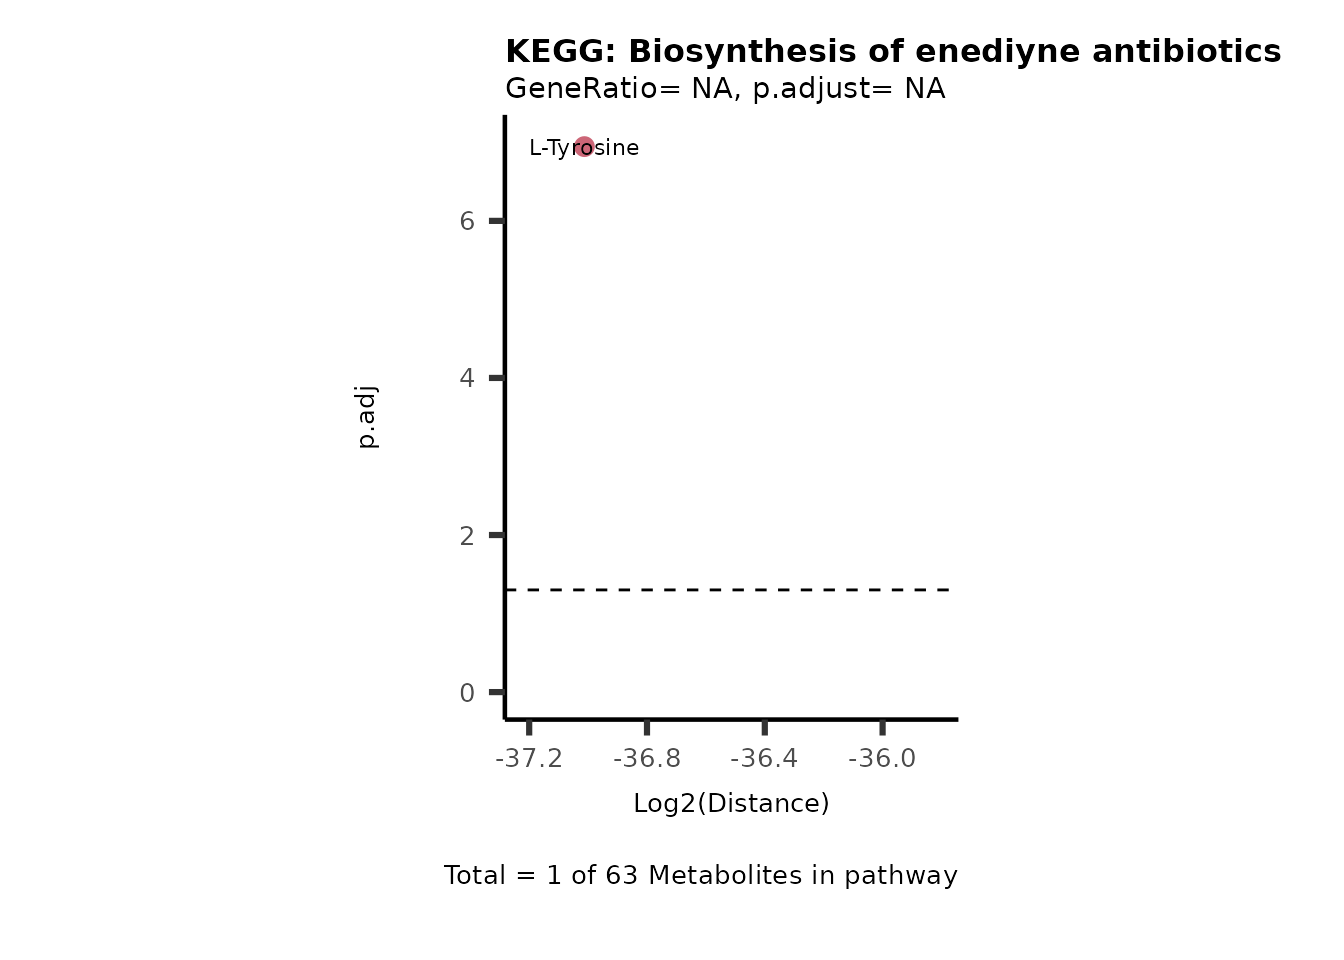 KEGG: Biosynthesis of enediyne antibiotics
GeneRatio= NA, p.adjust= NA
L-Tyrosine
6
4
p.adj
2
0
-37.2 -36.8 -36.4 -36.0
Log2(Distance)
Total = 1 of 63 Metabolites in pathway